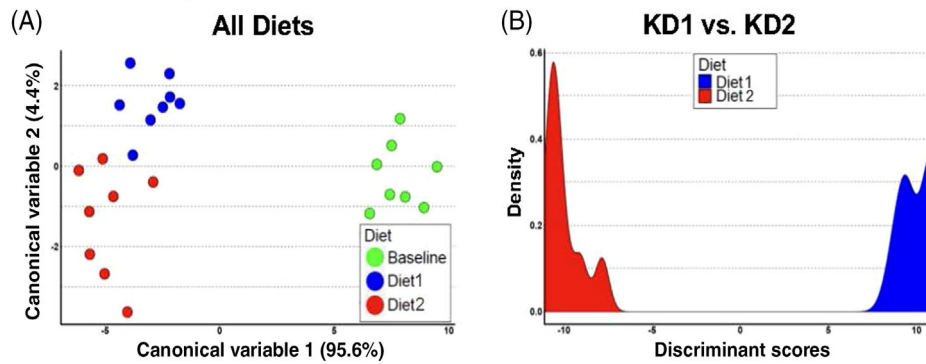 (A)
All Diets
Canonical variable 2 (4.4%)
2
0
-2
-5
0
5
10
Diet
Baseline
Diet1
Diet2
Canonical variable 1 (95.6%)
(B)
KD1 vs. KD2
Density
0.6
0.4
0.2
0.0
-10
-5
0
5
10
Diet
Diet1
Diet 2
Discriminant scores